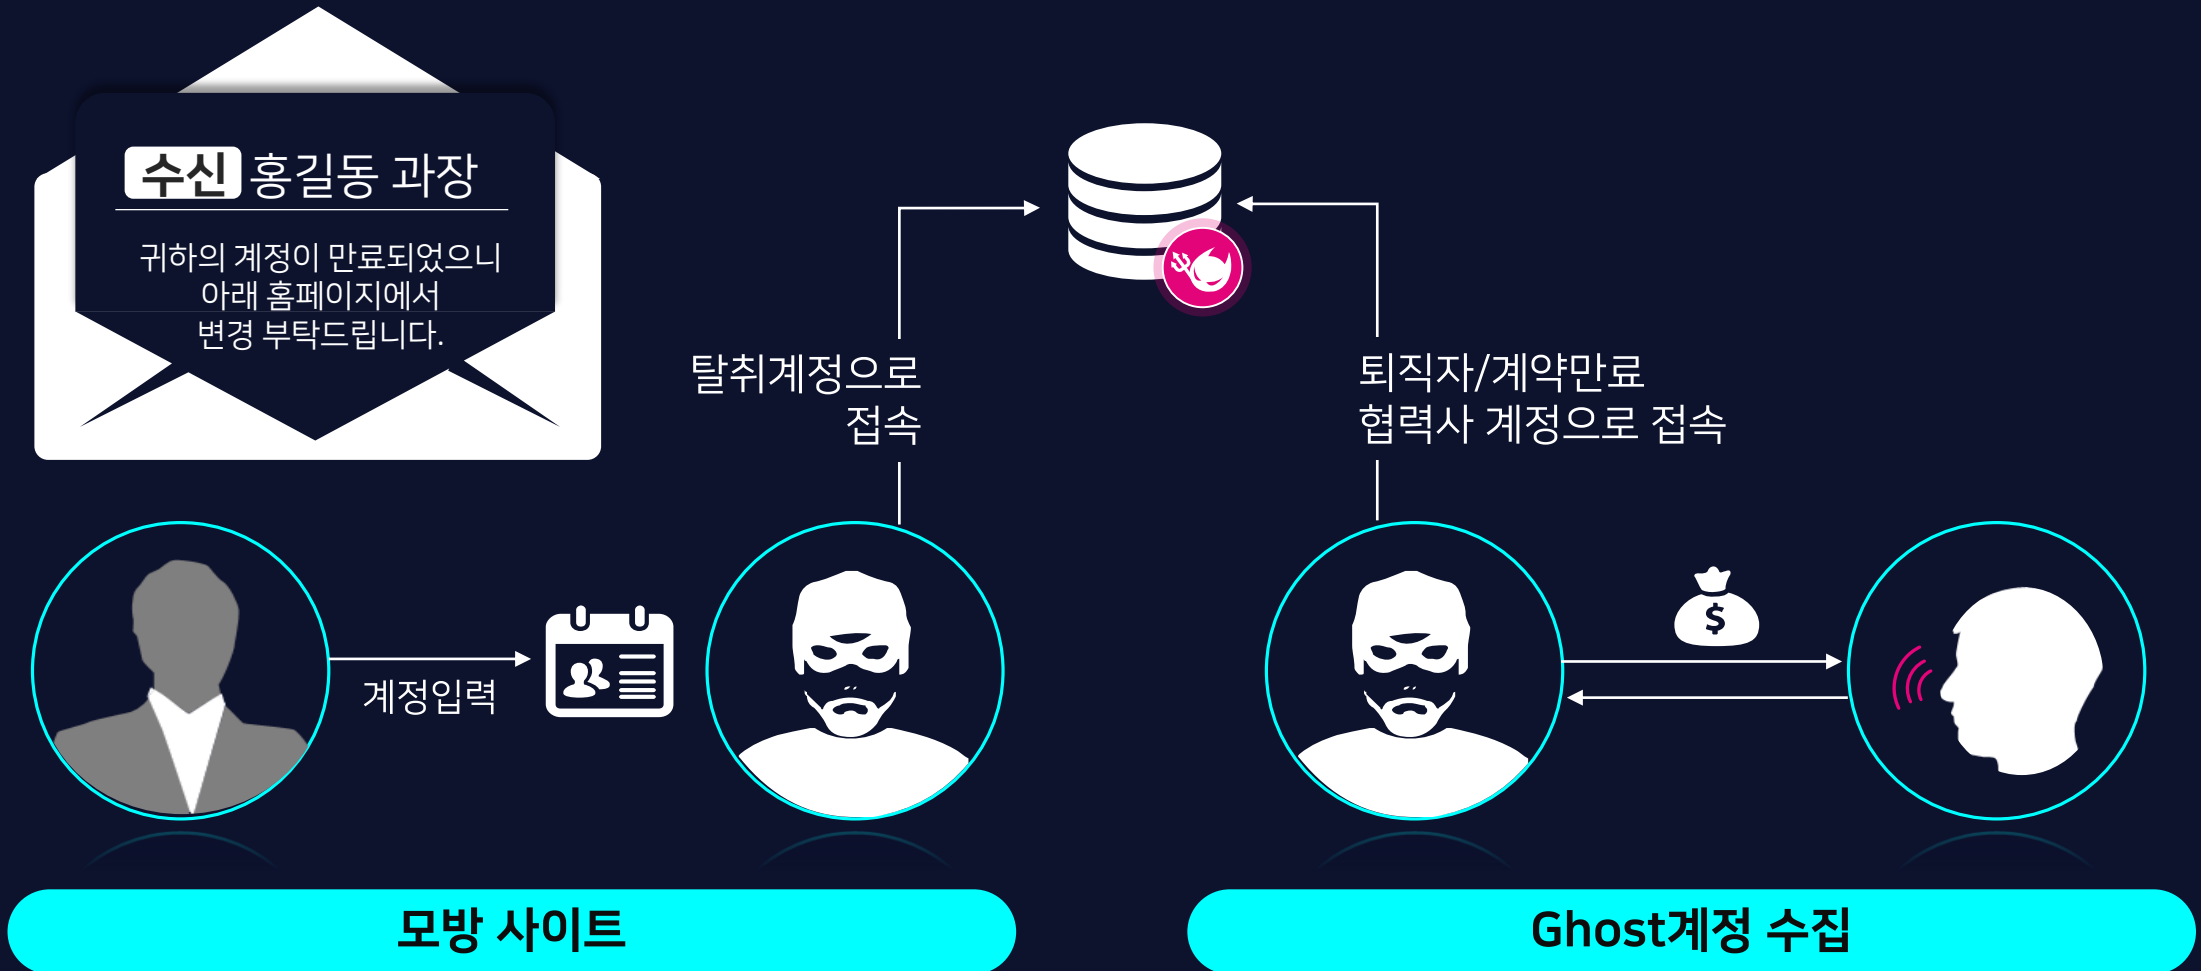 수신 홍길동 과장
귀하의 계정이 만료되었으니
아래 홈페이지에서
변경 부탁드립니다.
탈취계정으로
접속
퇴직자/계약만료
협력사 계정으로 접속
계정입력
$
모방 사이트
Ghost계정 수집